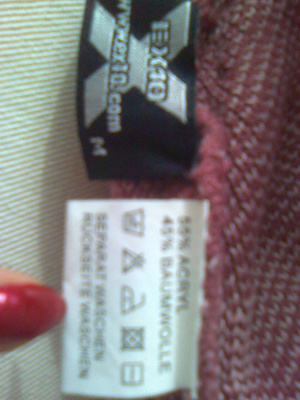 EX10
www.ex10.com
M
55% ACRYL
45% BAUMWOLLE
SEPARAT WASCHEN
RÜCKSEITE WASCHEN